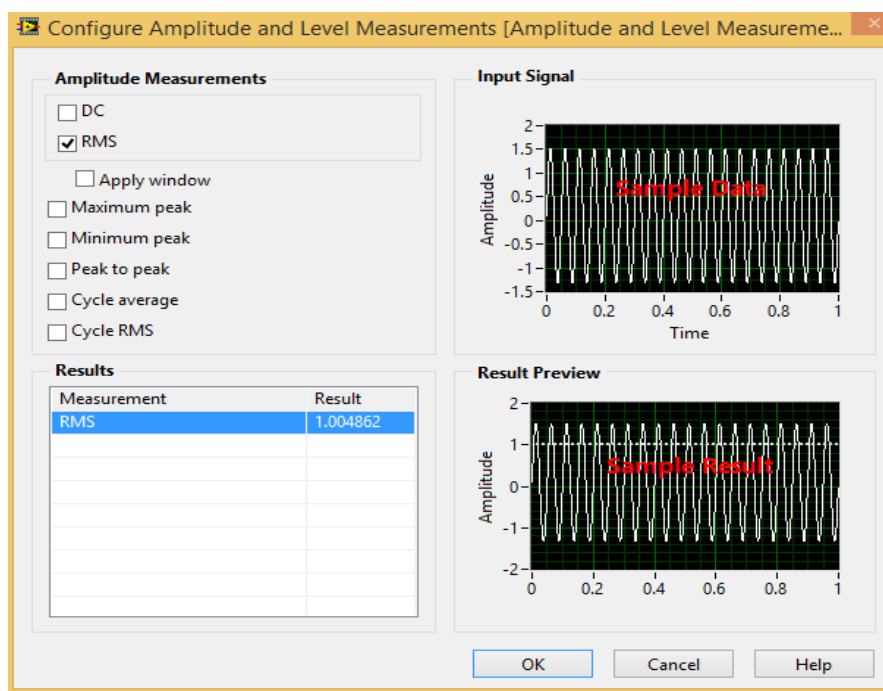 Configure Amplitude and Level Measurements [Amplitude and Level Measureme...
Amplitude Measurements
DC
RMS
Apply window
Maximum peak
Minimum peak
Peak to peak
Cycle average
Cycle RMS
Input Signal
Amplitude
2
1.5
1
0.5
0
-0.5
-1
-1.5
Sample Data
0 0.2 0.4 0.6 0.8 1
Time
Results
Measurement Result
RMS 1.004862
Result Preview
Amplitude
2
1
0
-1
-2
Sample Result
0 0.2 0.4 0.6 0.8 1
OK Cancel Help